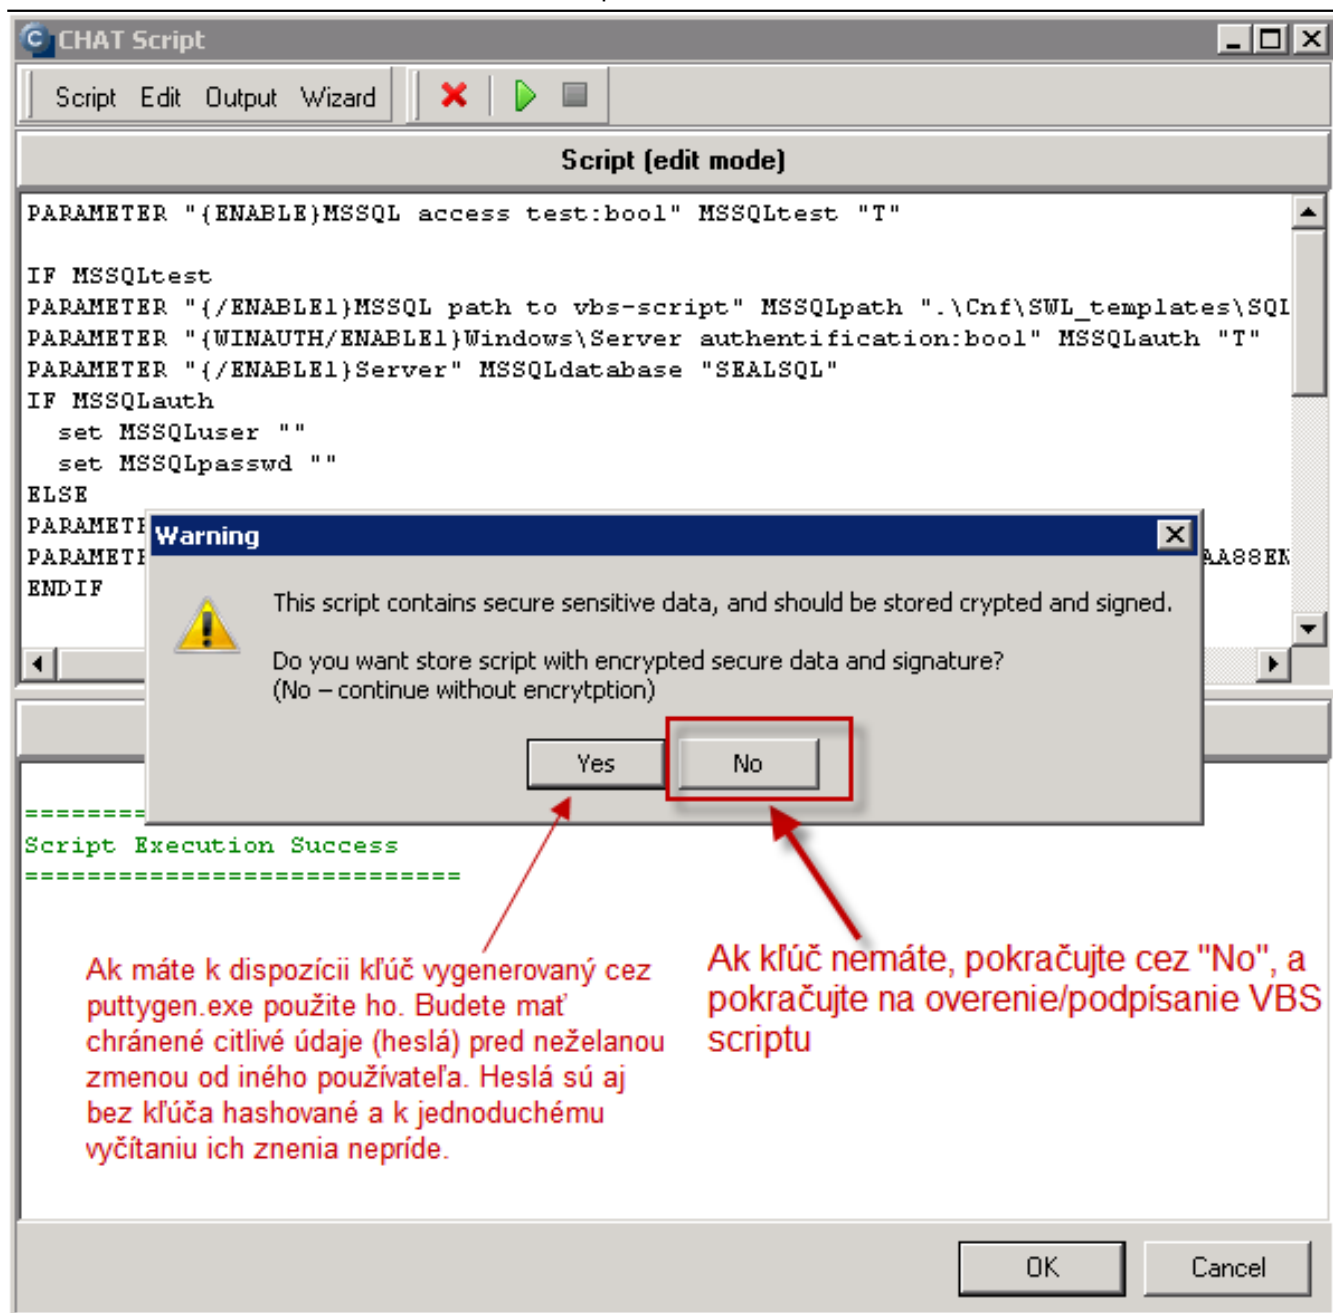 CHAT Script
Script Edit Output Wizard
Script (edit mode)
PARAMETER "{ENABLE}MSSQL access test:bool" MSSQLtest "T"
IF MSSQLtest
PARAMETER "{/ENABLE1}MSSQL path to vbs-script" MSSQLpath ".\Cnf\SWL_templates\SQL
PARAMETER "{WINAUTH/ENABLE1}Windows\Server authentification:bool" MSSQLauth "T"
PARAMETER "{/ENABLE1}Server" MSSQLdatabase "SEALSQL"
IF MSSQLauth
set MSSQLuser ""
set MSSQLpasswd ""
ELSE
PARAMETE
PARAMETE AA88EN
ENDIF
Warning
This script contains secure sensitive data, and should be stored crypted and signed.
Do you want store script with encrypted secure data and signature?
(No – continue without encrytption)
Yes No
===========
Script Execution Success
============================
Ak máte k dispozícii kľúč vygenerovaný cez
puttygen.exe použite ho. Budete mať
chránené citlivé údaje (heslá) pred neželanou
zmenou od iného používateľa. Heslá sú aj
bez kľúča hashované a k jednoduchému
vyčítaniu ich znenia nepríde.
Ak kľúč nemáte, pokračujte cez "No", a
pokračujte na overenie/podpísanie VBS
scriptu
OK Cancel